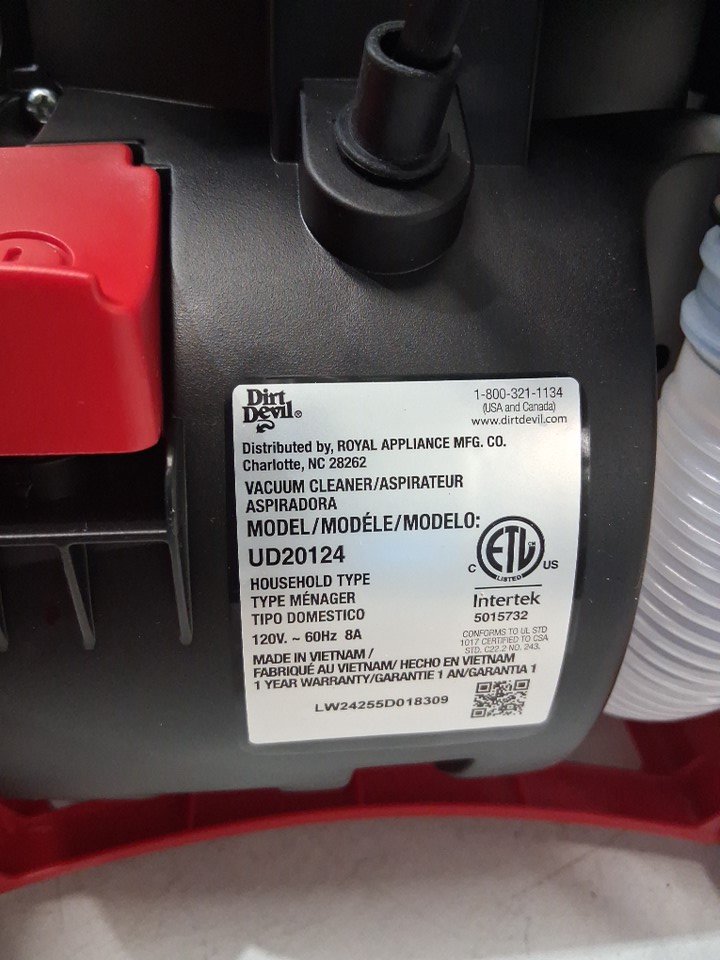 Dirt
Devil®
1-800-321-1134
(USA and Canada)
www.dirtdevil.com
Distributed by, ROYAL APPLIANCE MFG. CO.
Charlotte, NC 28262
VACUUM CLEANER/ASPIRATEUR
ASPIRADORA
MODEL/MODÉLE/MODELO:
UD20124
HOUSEHOLD TYPE
TYPE MÉNAGER
TIPO DOMESTICO
120V. ~ 60Hz 8A
C ETL US
CM
LISTED
Intertek
5015732
CONFORMS TO UL STD
1017 CERTIFIED TO CSA
STD. C22.2 NO. 243.
MADE IN VIETNAM /
FABRIQUÉ AU VIETNAM/ HECHO EN VIETNAM
1 YEAR WARRANTY/GARANTIE 1 AN/GARANTIA 1
LW24255D018309